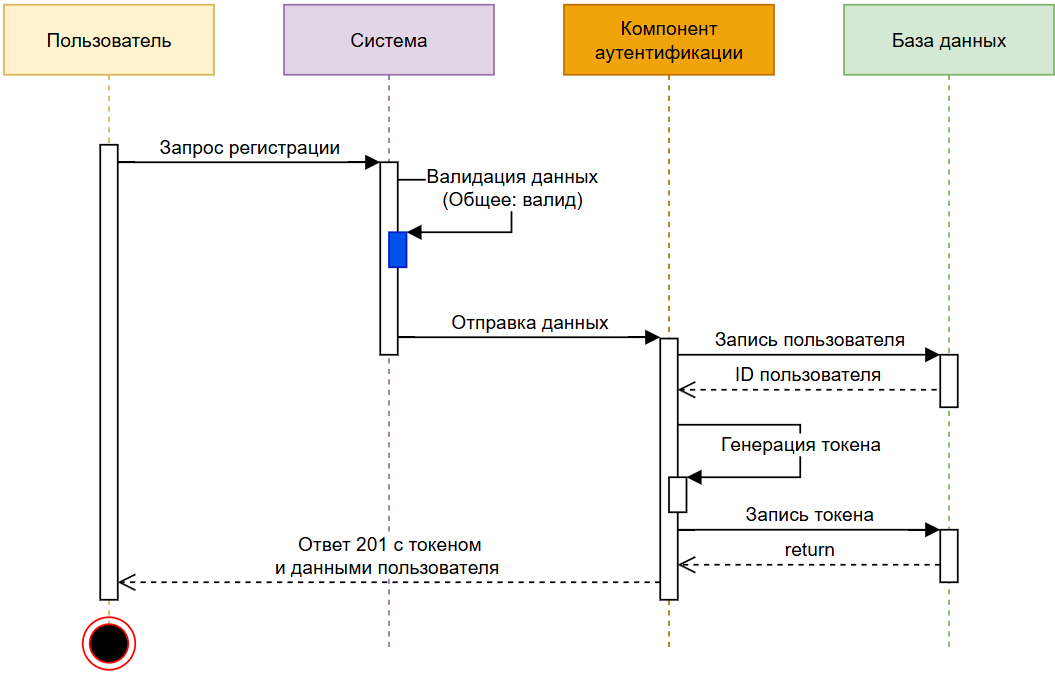 Пользователь
Система
Компонент
аутентификации
База данных
Запрос регистрации
Валидация данных
(Общее: валид)
Отправка данных
Запись пользователя
ID пользователя
Генерация токена
Запись токена
Ответ 201 с токеном
и данными пользователя
return